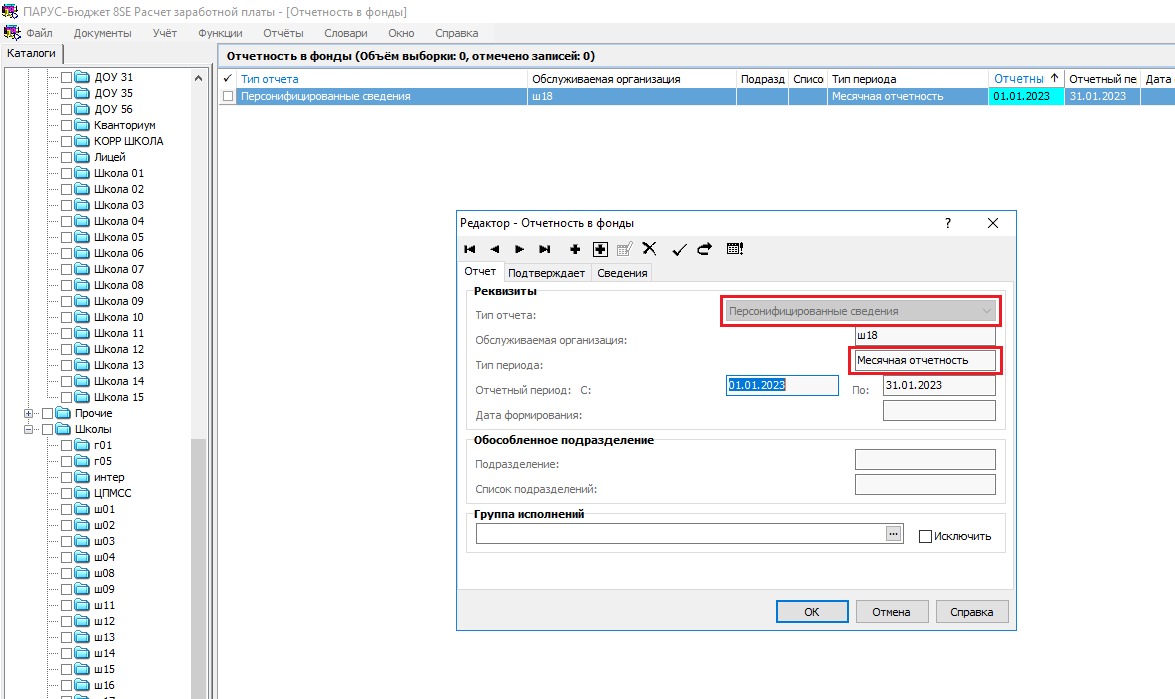 ПАРУС-Бюджет 8SE Расчет заработной платы - [Отчетность в фонды]
Файл Документы Учёт Функции Отчёты Словари Окно Справка
Каталоги
ДОУ 31
ДОУ 35
ДОУ 56
Кванториум
КОРР ШКОЛА
Лицей
Школа 01
Школа 02
Школа 03
Школа 04
Школа 05
Школа 06
Школа 07
Школа 08
Школа 09
Школа 10
Школа 11
Школа 12
Школа 13
Школа 14
Школа 15
Прочие
Школы
г01
г05
интер
ЦПМСС
ш01
ш02
ш03
ш04
ш08
ш09
ш11
ш12
ш13
ш14
ш15
ш16
Отчетность в фонды (Объём выборки: 0, отмечено записей: 0)
Тип отчета Обслуживаемая организация Подразд Списо Тип периода Отчетны Отчетный пе Дата
Персонифицированные сведения ш18 Месячная отчетность 01.01.2023 31.01.2023
Редактор - Отчетность в фонды ?
Отчет Подтверждает Сведения
Реквизиты
Тип отчета: Персонифицированные сведения
Обслуживаемая организация: ш18
Тип периода: Месячная отчетность
Отчетный период: С: 01.01.2023 По: 31.01.2023
Дата формирования:
Обособленное подразделение
Подразделение:
Список подразделений:
Группа исполнений
... Исключить
OK Отмена Справка